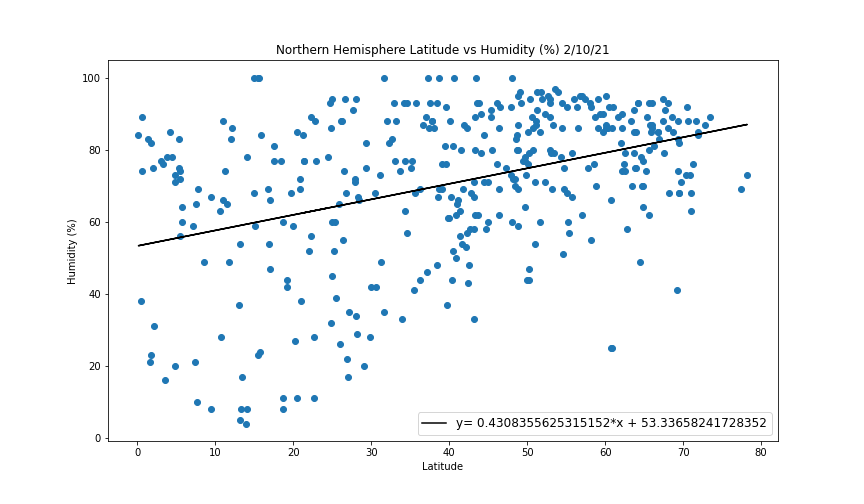 Northern Hemisphere Latitude vs Humidity (%) 2/10/21
Humidity (%)
100
80
60
40
20
0
y= 0.4308355625315152*x + 53.33658241728352
0 10 20 30 40 50 60 70 80
Latitude